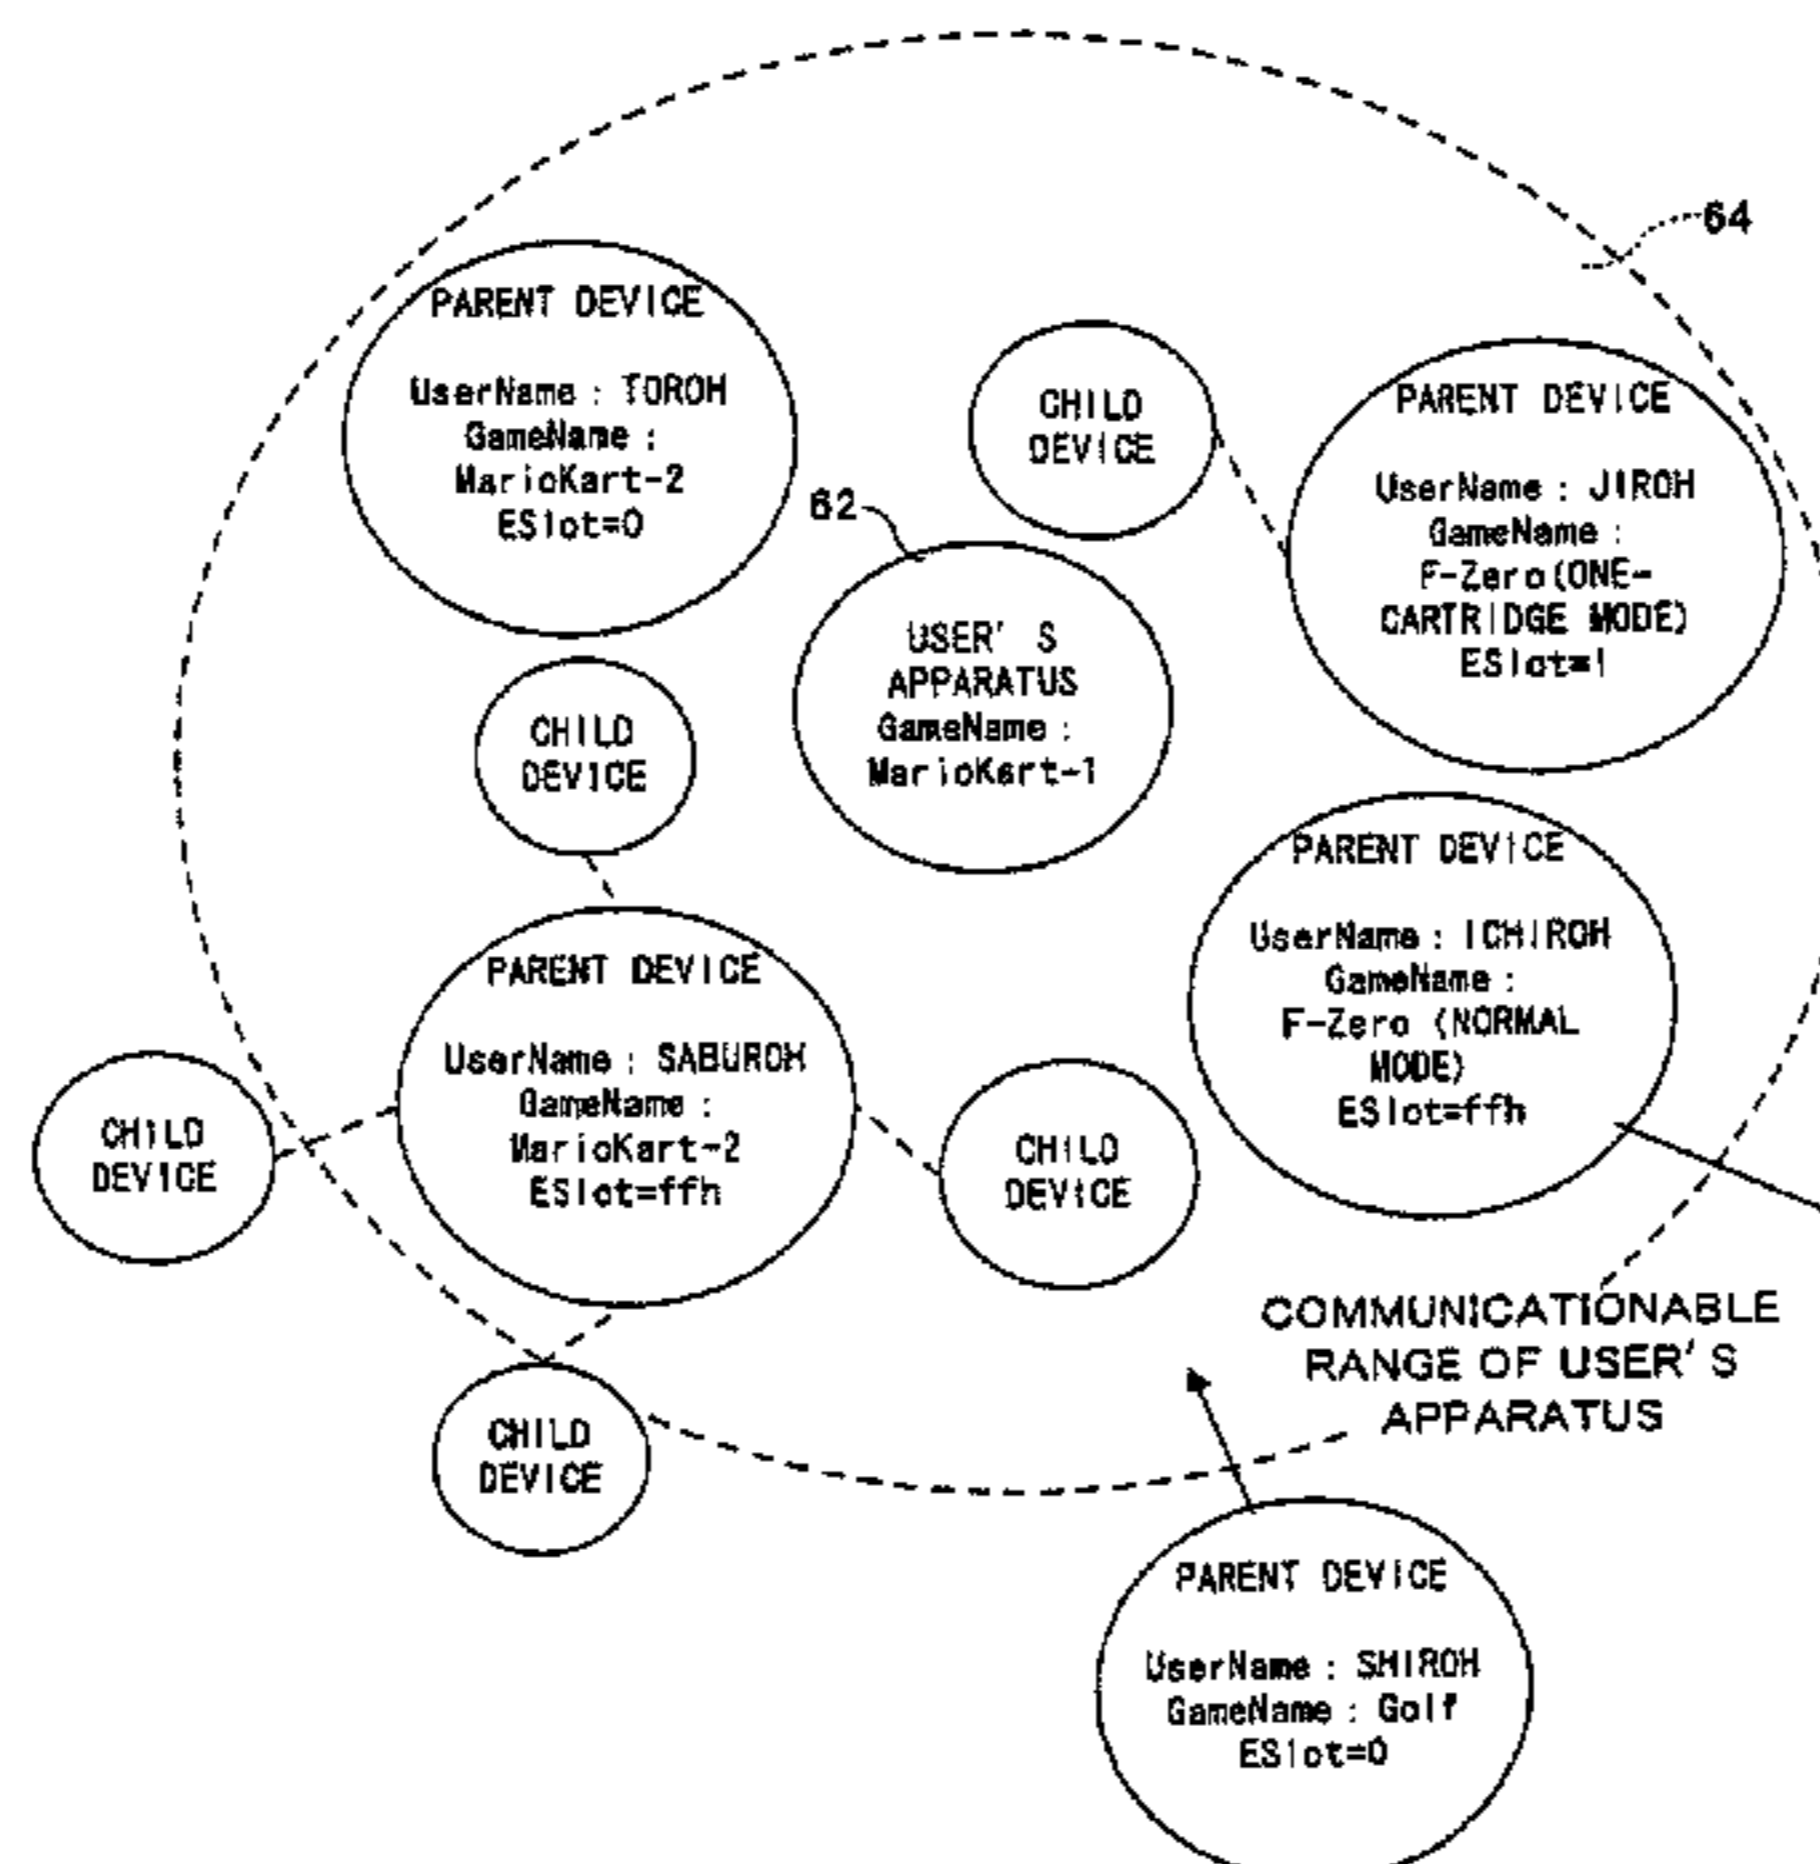 64
PARENT DEVICE
UserName : TOROH
GameName :
MarioKart-2
ESlot=0
CHILD
DEVICE
PARENT DEVICE
UserName : JIROH
GameName :
F-Zero(ONE-
CARTRIDGE MODE)
ESlot=1
62
USER'S
APPARATUS
GameName :
MarioKart-1
CHILD
DEVICE
PARENT DEVICE
UserName : ICHIROH
GameName :
F-Zero (NORMAL
MODE)
ESlot=ffh
PARENT DEVICE
UserName : SABUROH
GameName :
MarioKart-2
ESlot=ffh
CHILD
DEVICE
CHILD
DEVICE
COMMUNICATIONABLE
RANGE OF USER'S
APPARATUS
CHILD
DEVICE
PARENT DEVICE
UserName : SHIROH
GameName : Golf
ESlot=0